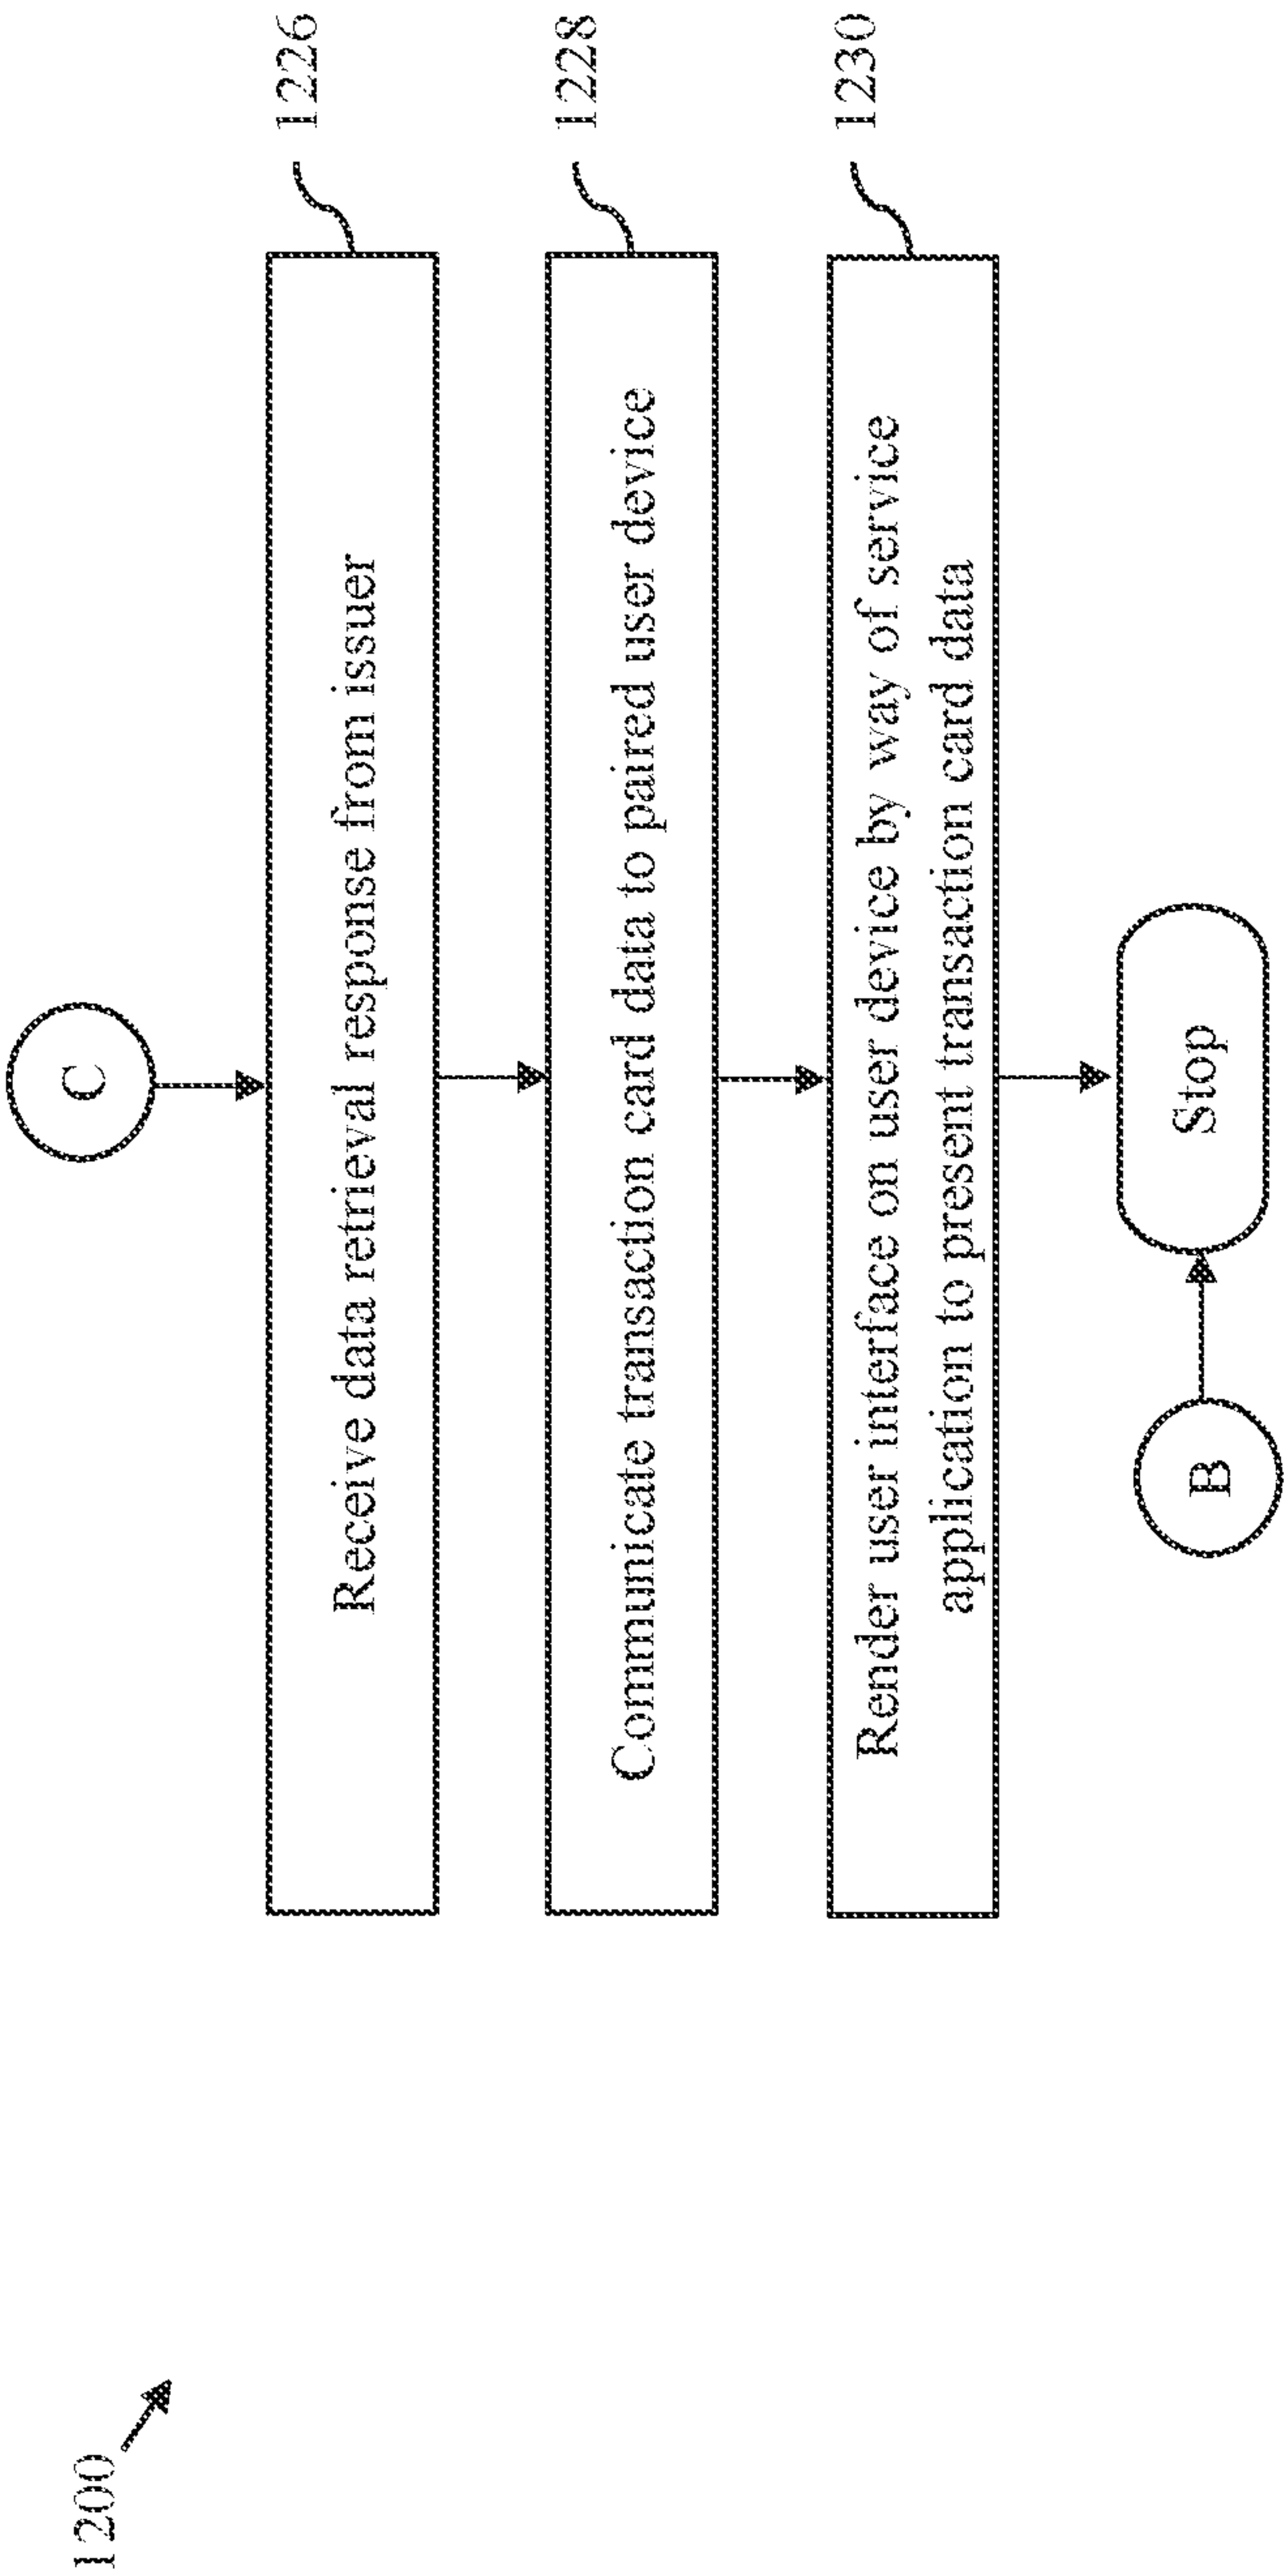 1200
C
Receive data retrieval response from issuer
1226
Communicate transaction card data to paired user device
1228
Render user interface on user device by way of service
application to present transaction card data
1230
B
Stop